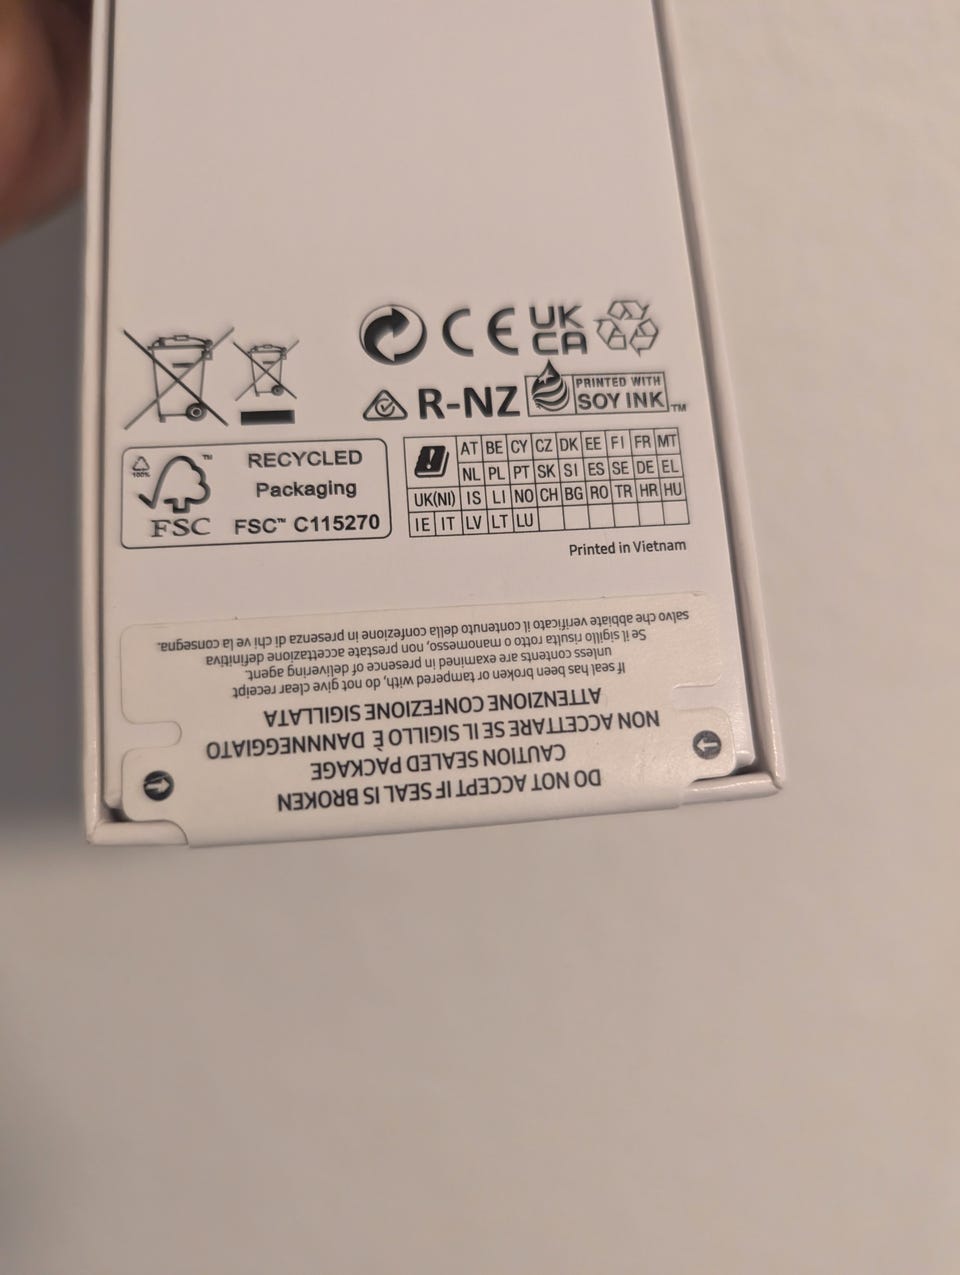 CE
UK
CA
R-NZ
PRINTED WITH
SOY INK™
100%
™
FSC
RECYCLED
Packaging
FSC™ C115270
! AT BE CY CZ DK EE FI FR MT
NL PL PT SK SI ES SE DE EL
UK(NI) IS LI NO CH BG RO TR HR HU
IE IT LV LT LU
Printed in Vietnam
DO NOT ACCEPT IF SEAL IS BROKEN
CAUTION SEALED PACKAGE
NON ACCETTARE SE IL SIGILLO È DANNNEGGIATO
ATTENZIONE CONFEZIONE SIGILLATA
If seal has been broken or tampered with, do not give clear receipt
unless contents are examined in presence of delivering agent.
Se il sigillo risulta rotto o manomesso, non prestate accettazione definitiva
salvo che abbiate verificato il contenuto della confezione in presenza di chi ve la consegna.